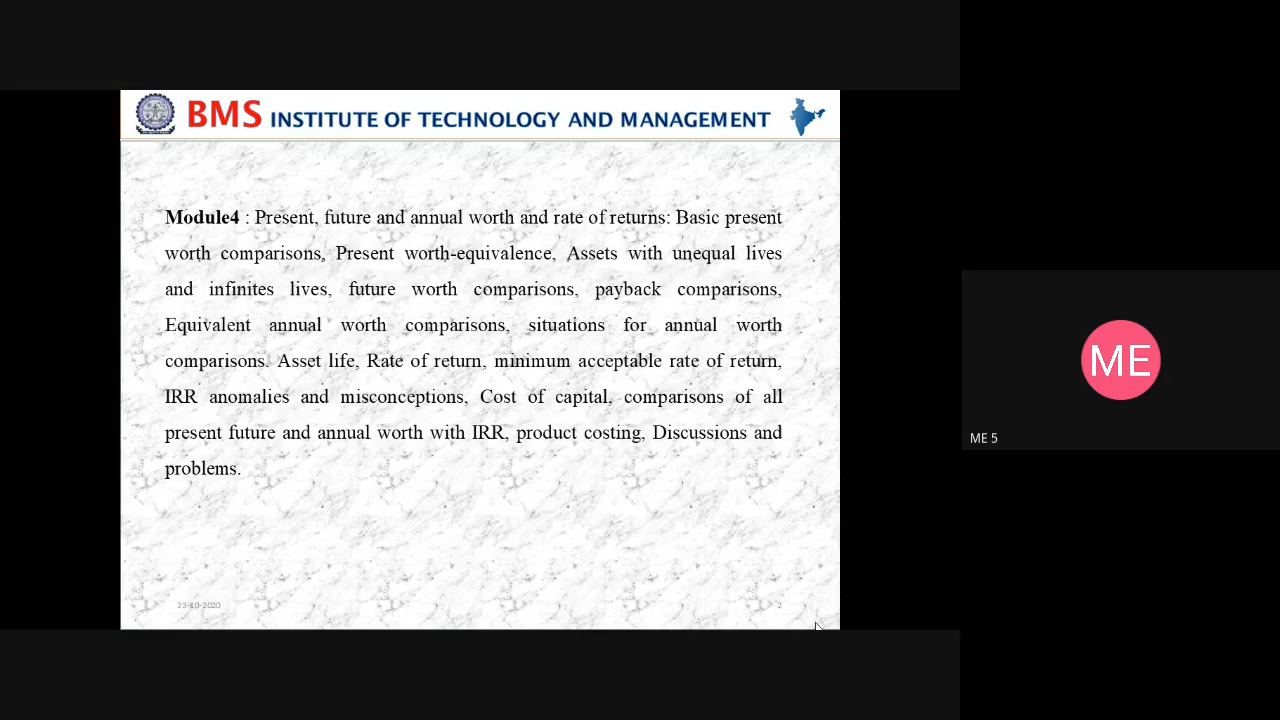 BMS INSTITUTE OF TECHNOLOGY AND MANAGEMENT
Module4 : Present, future and annual worth and rate of returns: Basic present
worth comparisons, Present worth-equivalence, Assets with unequal lives
and infinites lives, future worth comparisons, payback comparisons,
Equivalent annual worth comparisons, situations for annual worth
comparisons. Asset life, Rate of return, minimum acceptable rate of return,
IRR anomalies and misconceptions, Cost of capital, comparisons of all
present future and annual worth with IRR, product costing, Discussions and
problems.
23-10-2020
2
ME
ME 5